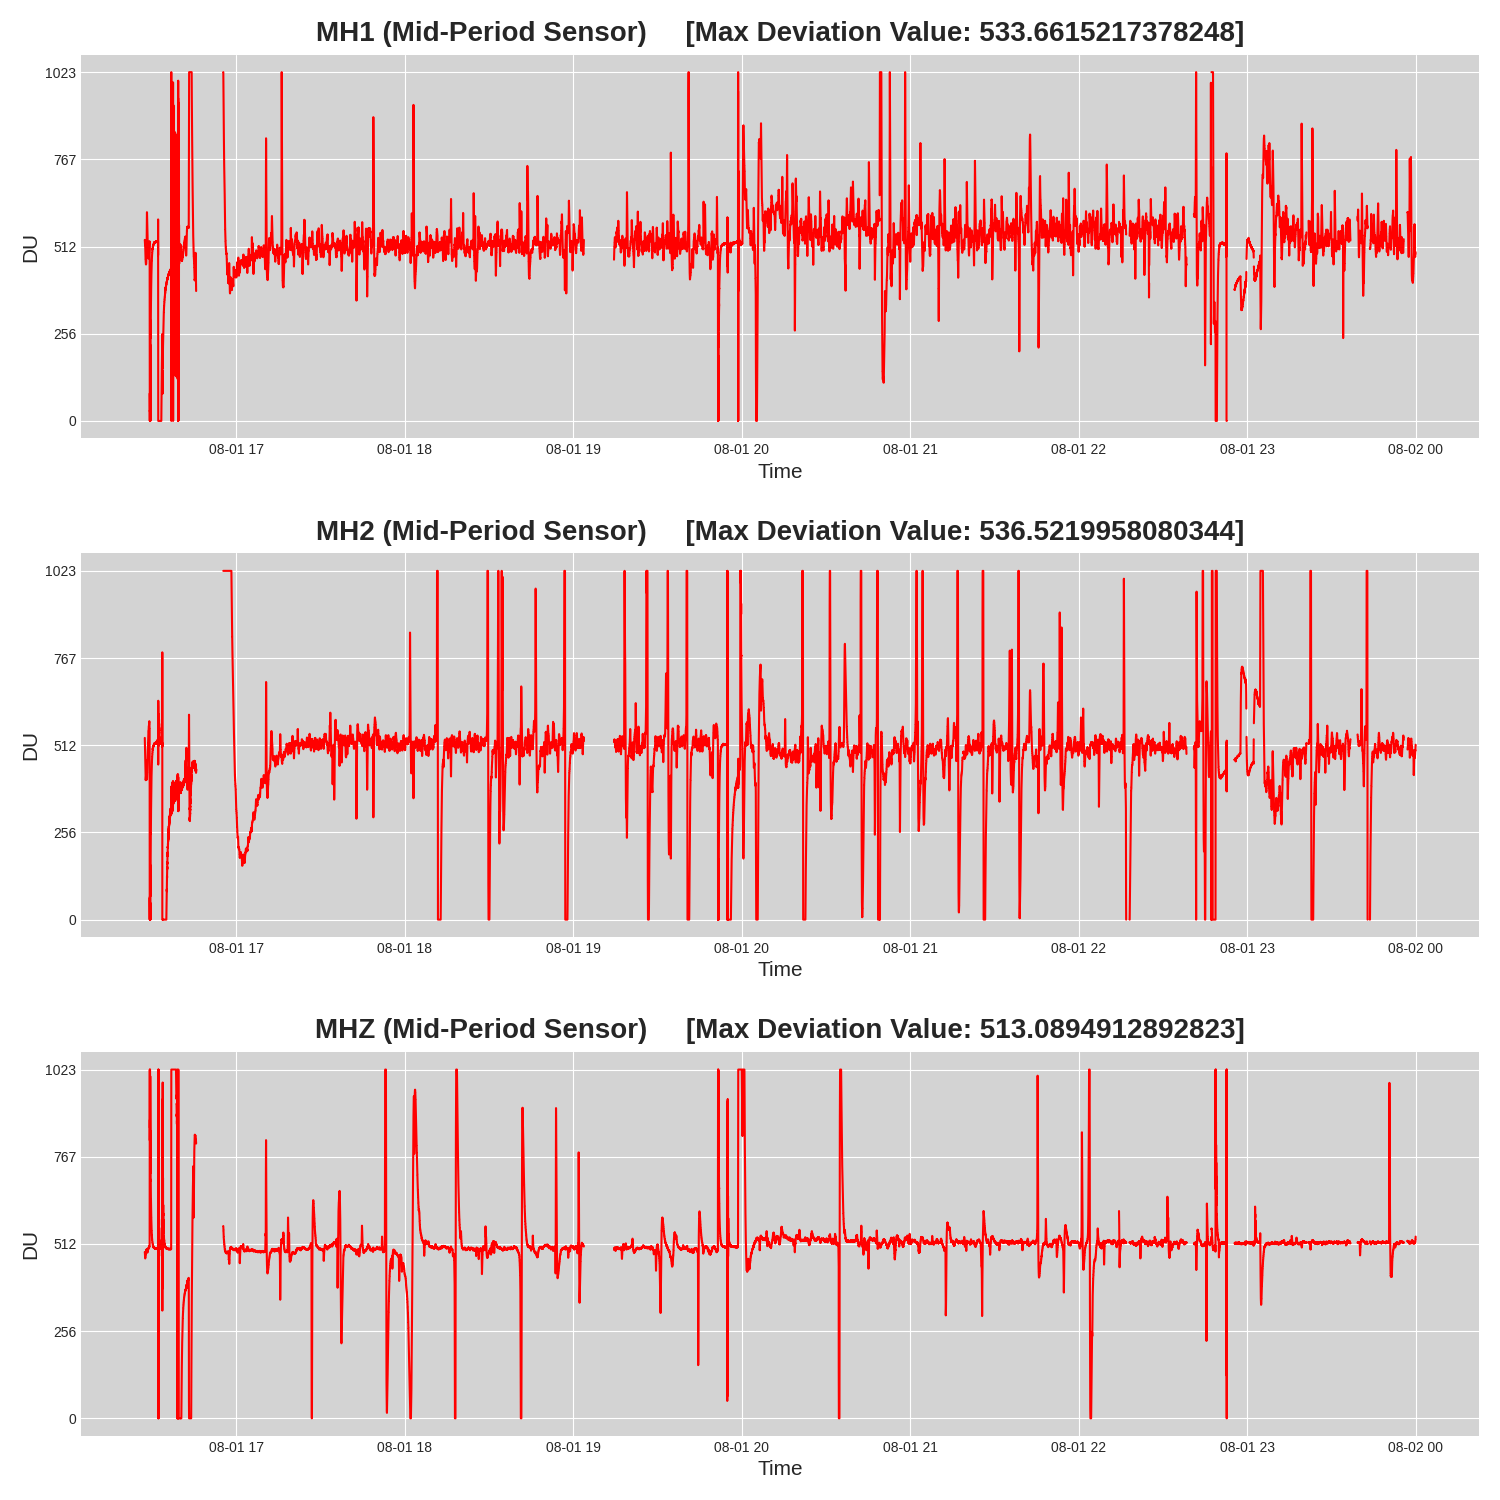 MH1 (Mid-Period Sensor) [Max Deviation Value: 533.6615217378248]
1023
767
512
256
0
DU
08-01 17 08-01 18 08-01 19 08-01 20 08-01 21 08-01 22 08-01 23 08-02 00
Time
MH2 (Mid-Period Sensor) [Max Deviation Value: 536.5219958080344]
1023
767
512
256
0
DU
08-01 17 08-01 18 08-01 19 08-01 20 08-01 21 08-01 22 08-01 23 08-02 00
Time
MHZ (Mid-Period Sensor) [Max Deviation Value: 513.0894912892823]
1023
767
512
256
0
DU
08-01 17 08-01 18 08-01 19 08-01 20 08-01 21 08-01 22 08-01 23 08-02 00
Time